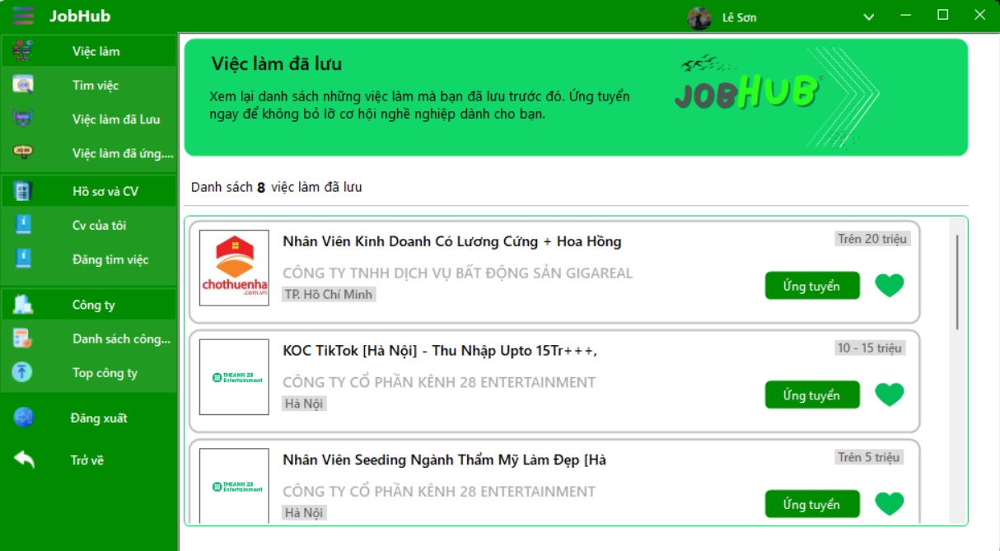 JobHub
Lê Sơn
Việc làm
Tìm việc
Việc làm đã Lưu
Việc làm đã ứng....
Hồ sơ và CV
Cv của tôi
Đăng tìm việc
Công ty
Danh sách công...
Top công ty
Đăng xuất
Trở về
Việc làm đã lưu
Xem lại danh sách những việc làm mà bạn đã lưu trước đó. Ứng tuyển
ngay để không bỏ lỡ cơ hội nghề nghiệp dành cho bạn.
JOBHUB
Danh sách 8 việc làm đã lưu
chothuenha
.com.vn
Nhân Viên Kinh Doanh Có Lương Cứng + Hoa Hồng
Trên 20 triệu
CÔNG TY TNHH DỊCH VỤ BẤT ĐỘNG SẢN GIGAREAL
TP. Hồ Chí Minh
Ứng tuyển
THEANH 28
Entertainment
KOC TikTok [Hà Nội] - Thu Nhập Upto 15Tr+++,
10 - 15 triệu
CÔNG TY CỔ PHẦN KÊNH 28 ENTERTAINMENT
Hà Nội
Ứng tuyển
THEANH 28
Entertainment
Nhân Viên Seeding Ngành Thẩm Mỹ Làm Đẹp [Hà
Trên 5 triệu
CÔNG TY CỔ PHẦN KÊNH 28 ENTERTAINMENT
Hà Nội
Ứng tuyển